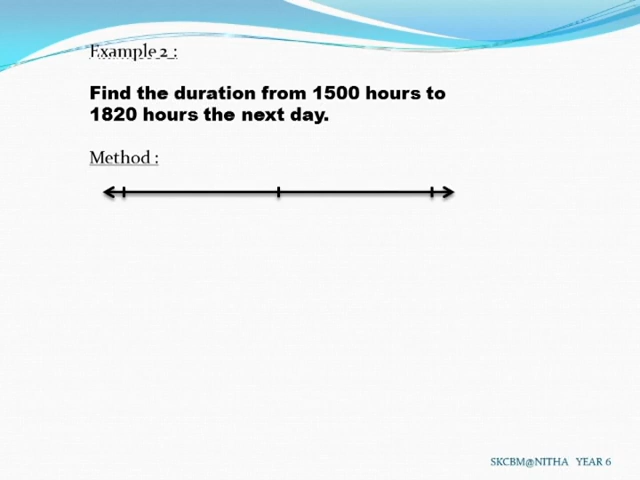 Example 2 :
Find the duration from 1500 hours to
1820 hours the next day.
Method :
SKCBM@NITHA YEAR 6